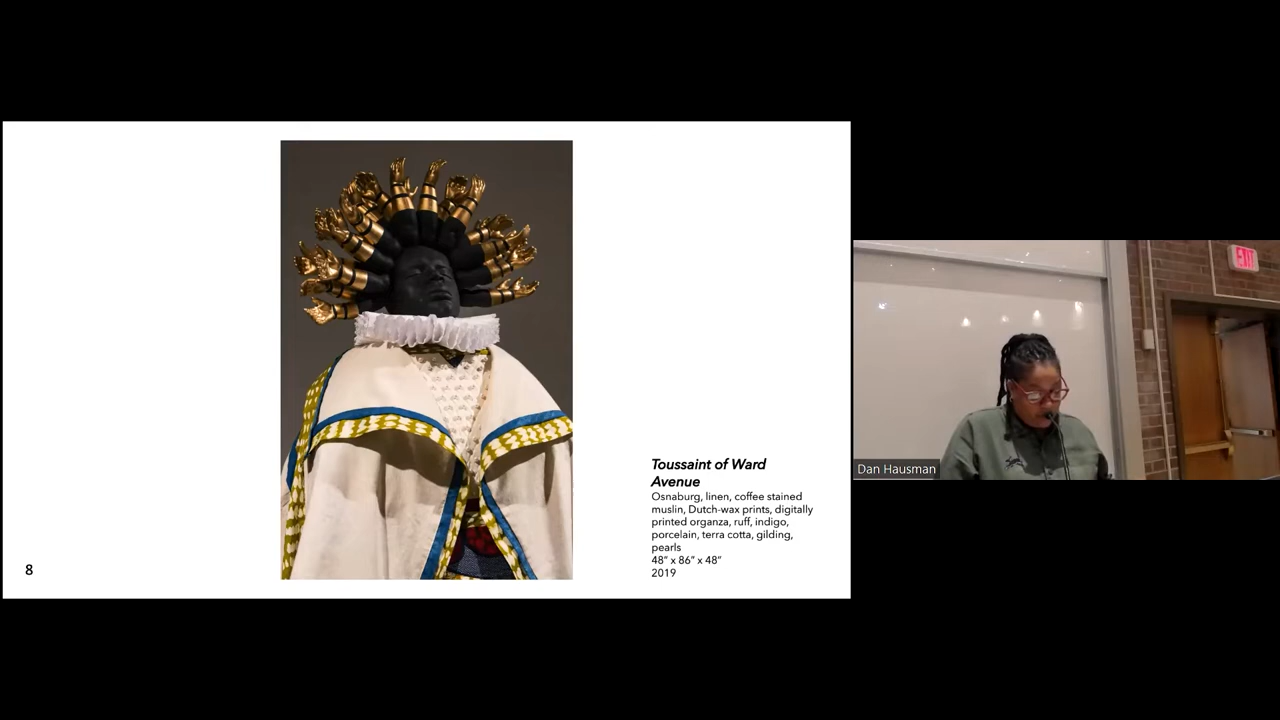 Toussaint of Ward
Avenue
Osnaburg, linen, coffee stained
muslin, Dutch-wax prints, digitally
printed organza, ruff, indigo,
porcelain, terra cotta, gilding,
pearls
48” x 86” x 48”
2019
8
EXIT
Dan Hausman